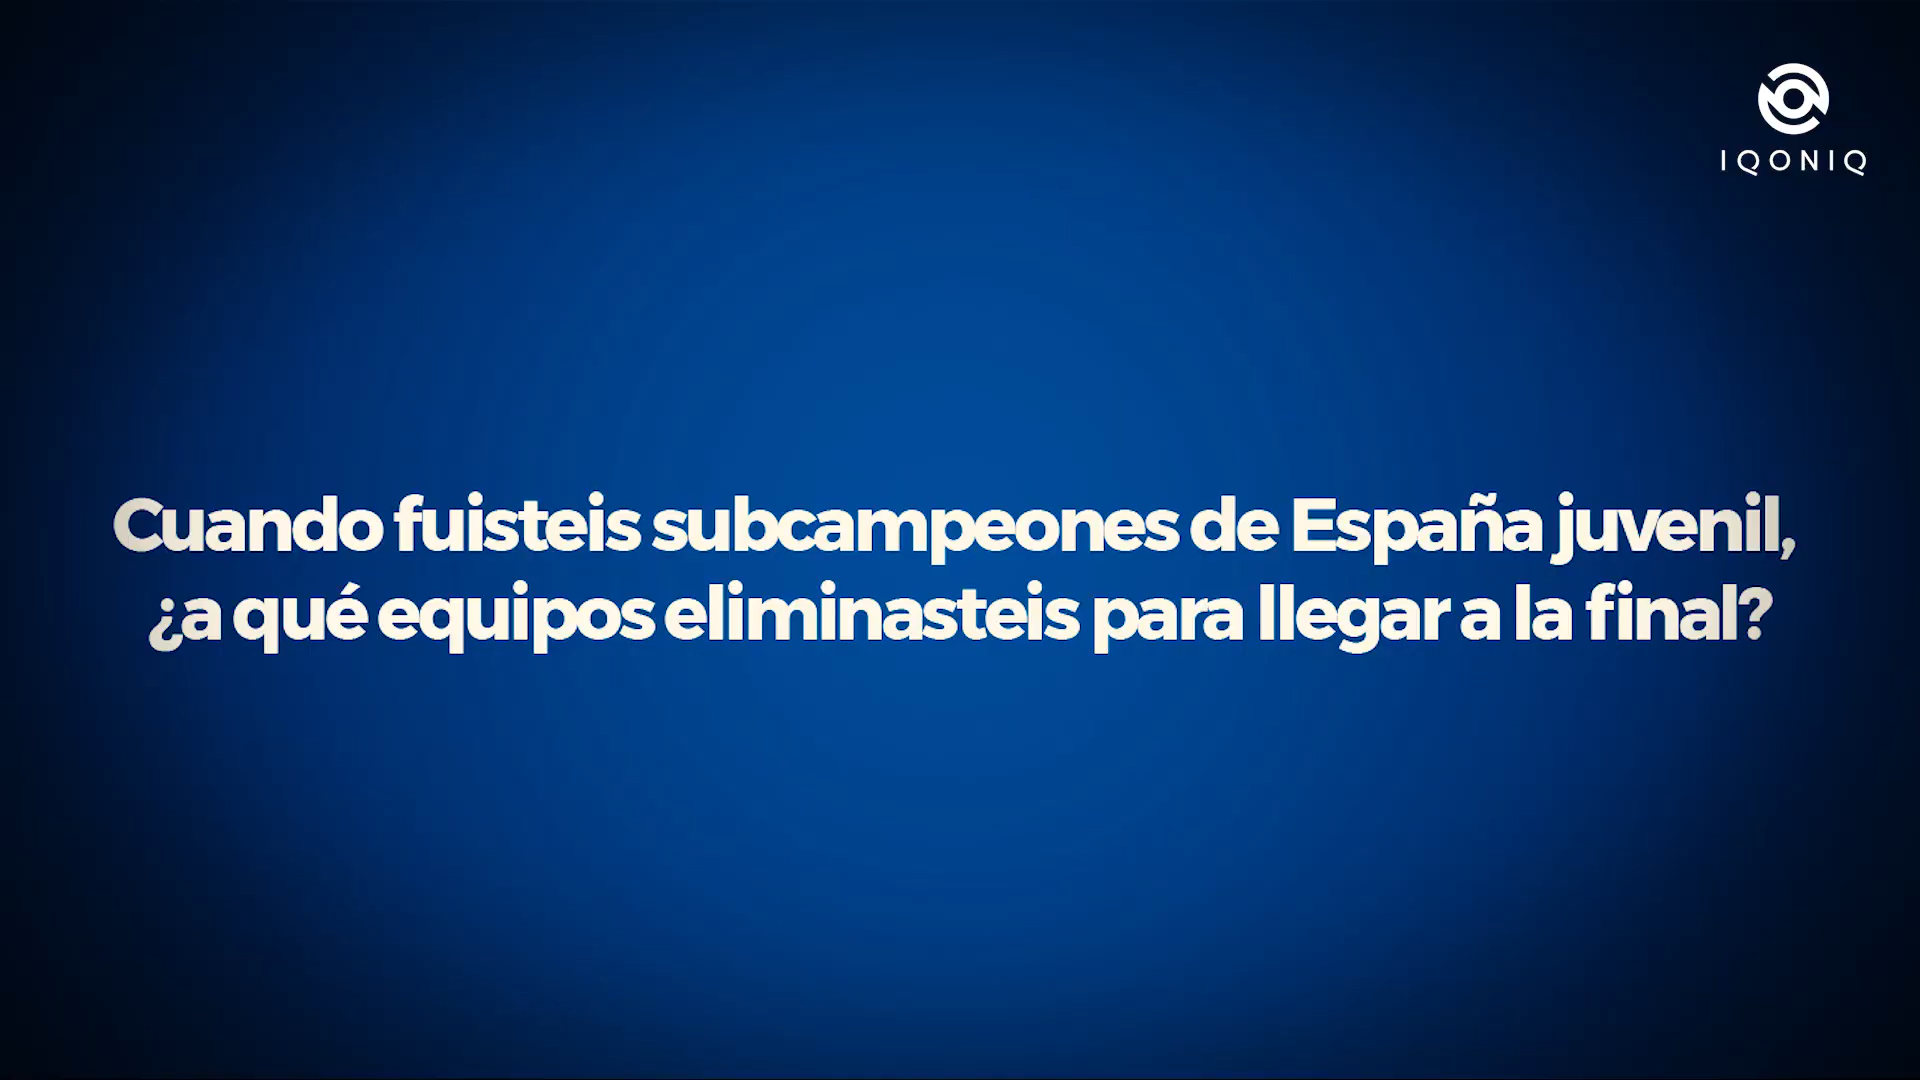 IQONIQ
Cuando fuisteis subcampeones de España juvenil,
¿a qué equipos eliminasteis para llegar a la final?